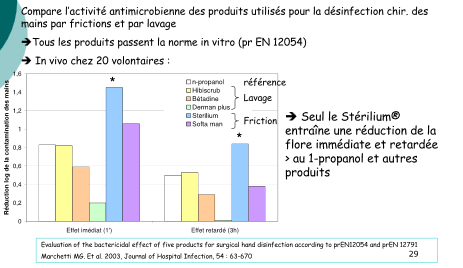 Compare l'activité antimicrobienne des produits utilisés pour la désinfection chir. des
mains par frictions et par lavage
➔Tous les produits passent la norme in vitro (pr EN 12054)
➔ In vivo chez 20 volontaires :
Réduction log de la contamination des mains
1,6
1,4
1,2
1
0,8
0,6
0,4
0,2
0
*
*
n-propanol
Hibiscrub
Bétadine
Derman plus
Sterilium
Softa man
référence
Lavage
Friction
Effet imédiat (1')
Effet retardé (3h)
➔ Seul le Stérilium®
entraîne une réduction de la
flore immédiate et retardée
> au 1-propanol et autres
produits
Evaluation of the bactericidal effect of five products for surgical hand disinfection according to prEN12054 and prEN 12791
Marchetti MG. Et al. 2003, Journal of Hospital Infection, 54 : 63-670
29